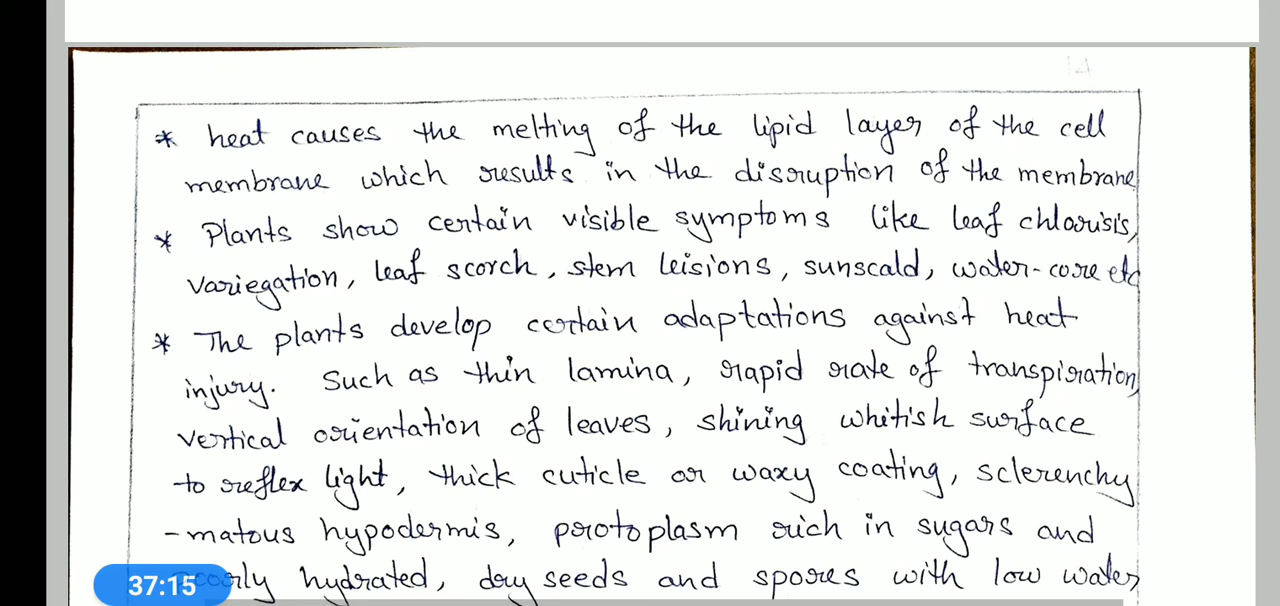 14
* heat causes the melting of the lipid layer of the cell
membrane which results in the disruption of the membrane
* Plants show certain visible symptoms like leaf chlorisis,
variegation, leaf scorch, stem leisions, sunscald, water-core etc
* The plants develop certain adaptations against heat
injury. Such as thin lamina, rapid rate of transpiration,
vertical orientation of leaves, shining whitish surface
to reflex light, thick cuticle or waxy coating, sclerenchy
-matous hypodermis, protoplasm rich in sugars and
poorly hydrated, dry seeds and spores with low water,
37:15